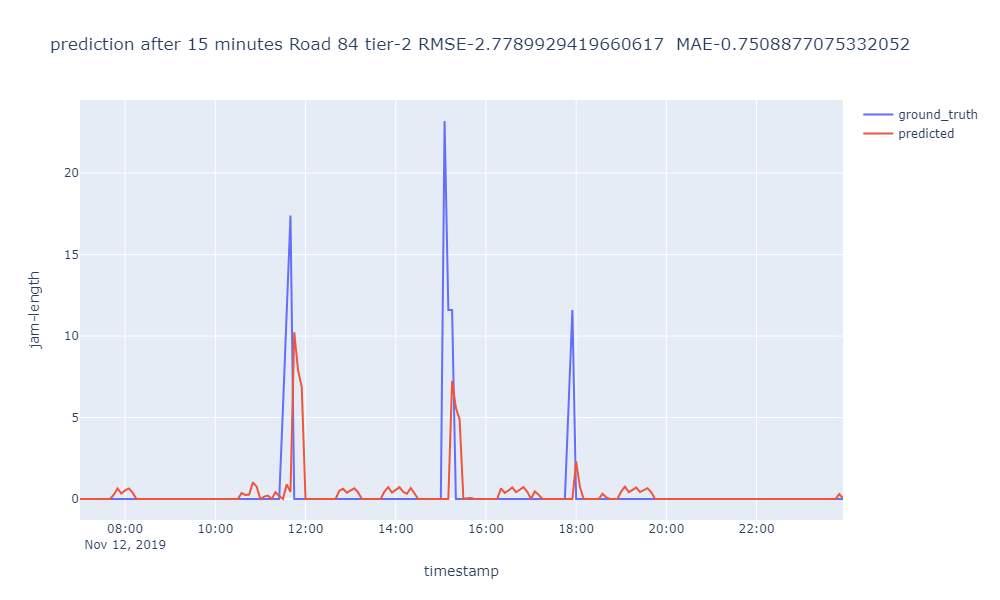 prediction after 15 minutes Road 84 tier-2 RMSE-2.7789929419660617  MAE-0.7508877075332052
ground_truth
predicted
jam-length
20
15
10
5
0
08:00 10:00 12:00 14:00 16:00 18:00 20:00 22:00
Nov 12, 2019
timestamp